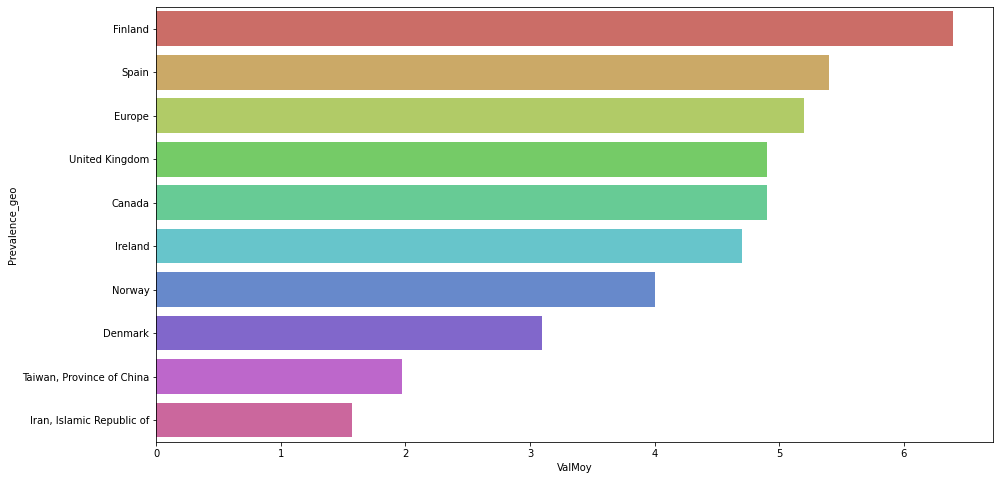 Prevalence_geo
Finland
Spain
Europe
United Kingdom
Canada
Ireland
Norway
Denmark
Taiwan, Province of China
Iran, Islamic Republic of
0 1 2 3 4 5 6
ValMoy